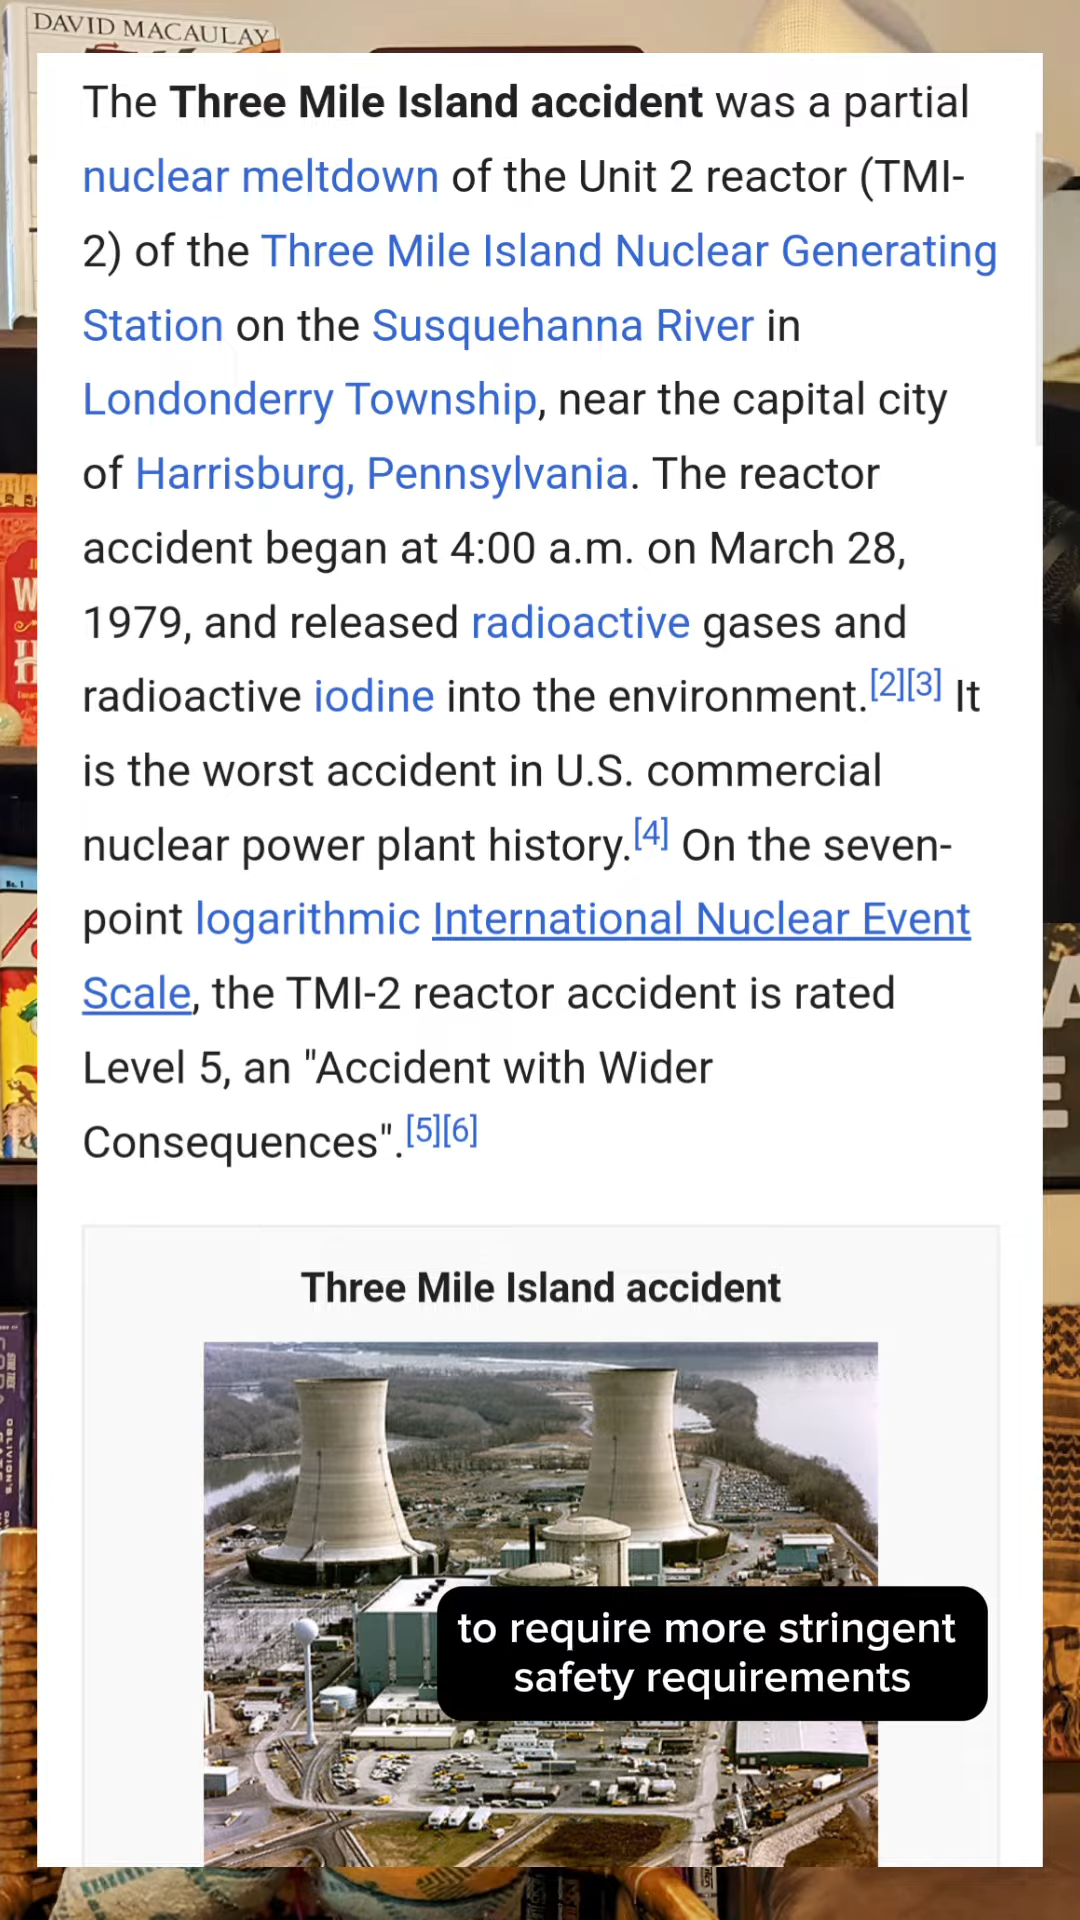 DAVID MACAULAY
The Three Mile Island accident was a partial
nuclear meltdown of the Unit 2 reactor (TMI-
2) of the Three Mile Island Nuclear Generating
Station on the Susquehanna River in
Londonderry Township, near the capital city
of Harrisburg, Pennsylvania. The reactor
accident began at 4:00 a.m. on March 28,
1979, and released radioactive gases and
radioactive iodine into the environment.[2][3] It
is the worst accident in U.S. commercial
nuclear power plant history.[4] On the seven-
point logarithmic International Nuclear Event
Scale, the TMI-2 reactor accident is rated
Level 5, an "Accident with Wider
Consequences".[5][6]
Three Mile Island accident
to require more stringent
safety requirements